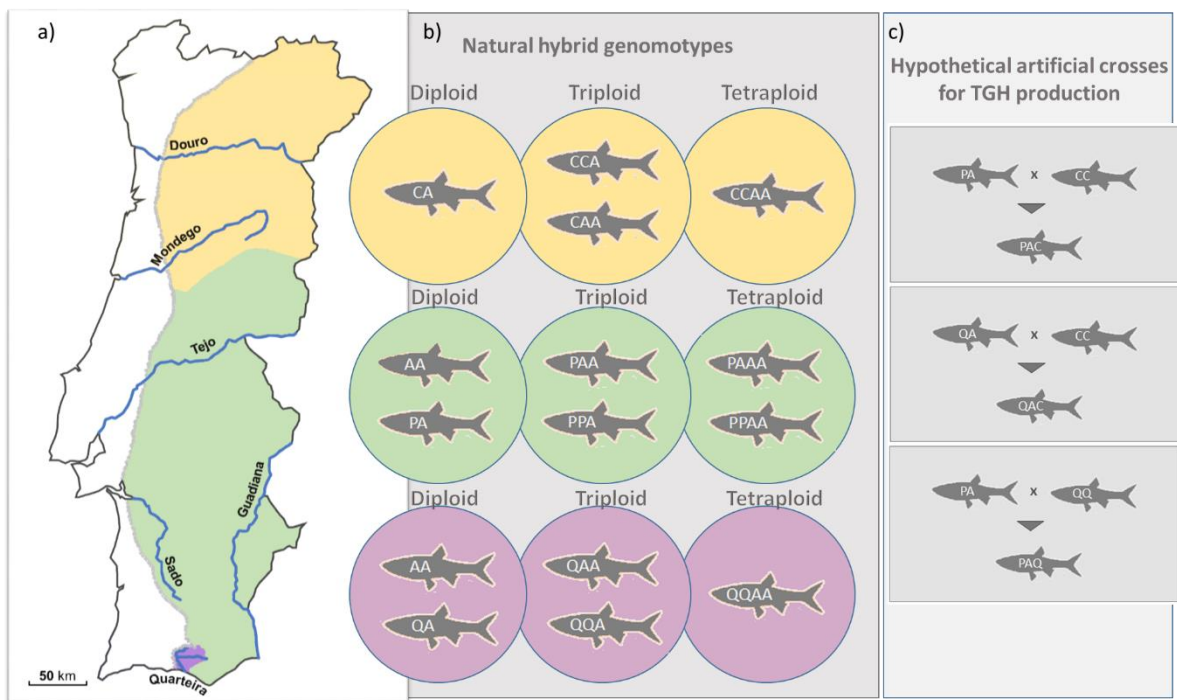 a)
Douro
Mondego
Tejo
Guadiana
Sado
Quarteira
50 km
b)
Natural hybrid genomotypes
Diploid
Triploid
Tetraploid
CA
CCA
CAA
CCAA
Diploid
Triploid
Tetraploid
AA
PAA
PAAA
PA
PPA
PPAA
Diploid
Triploid
Tetraploid
AA
QAA
QQAA
QA
QQA
c)
Hypothetical artificial crosses
for TGH production
PA x CC
PAC
QA x CC
QAC
PA x QQ
PAQ